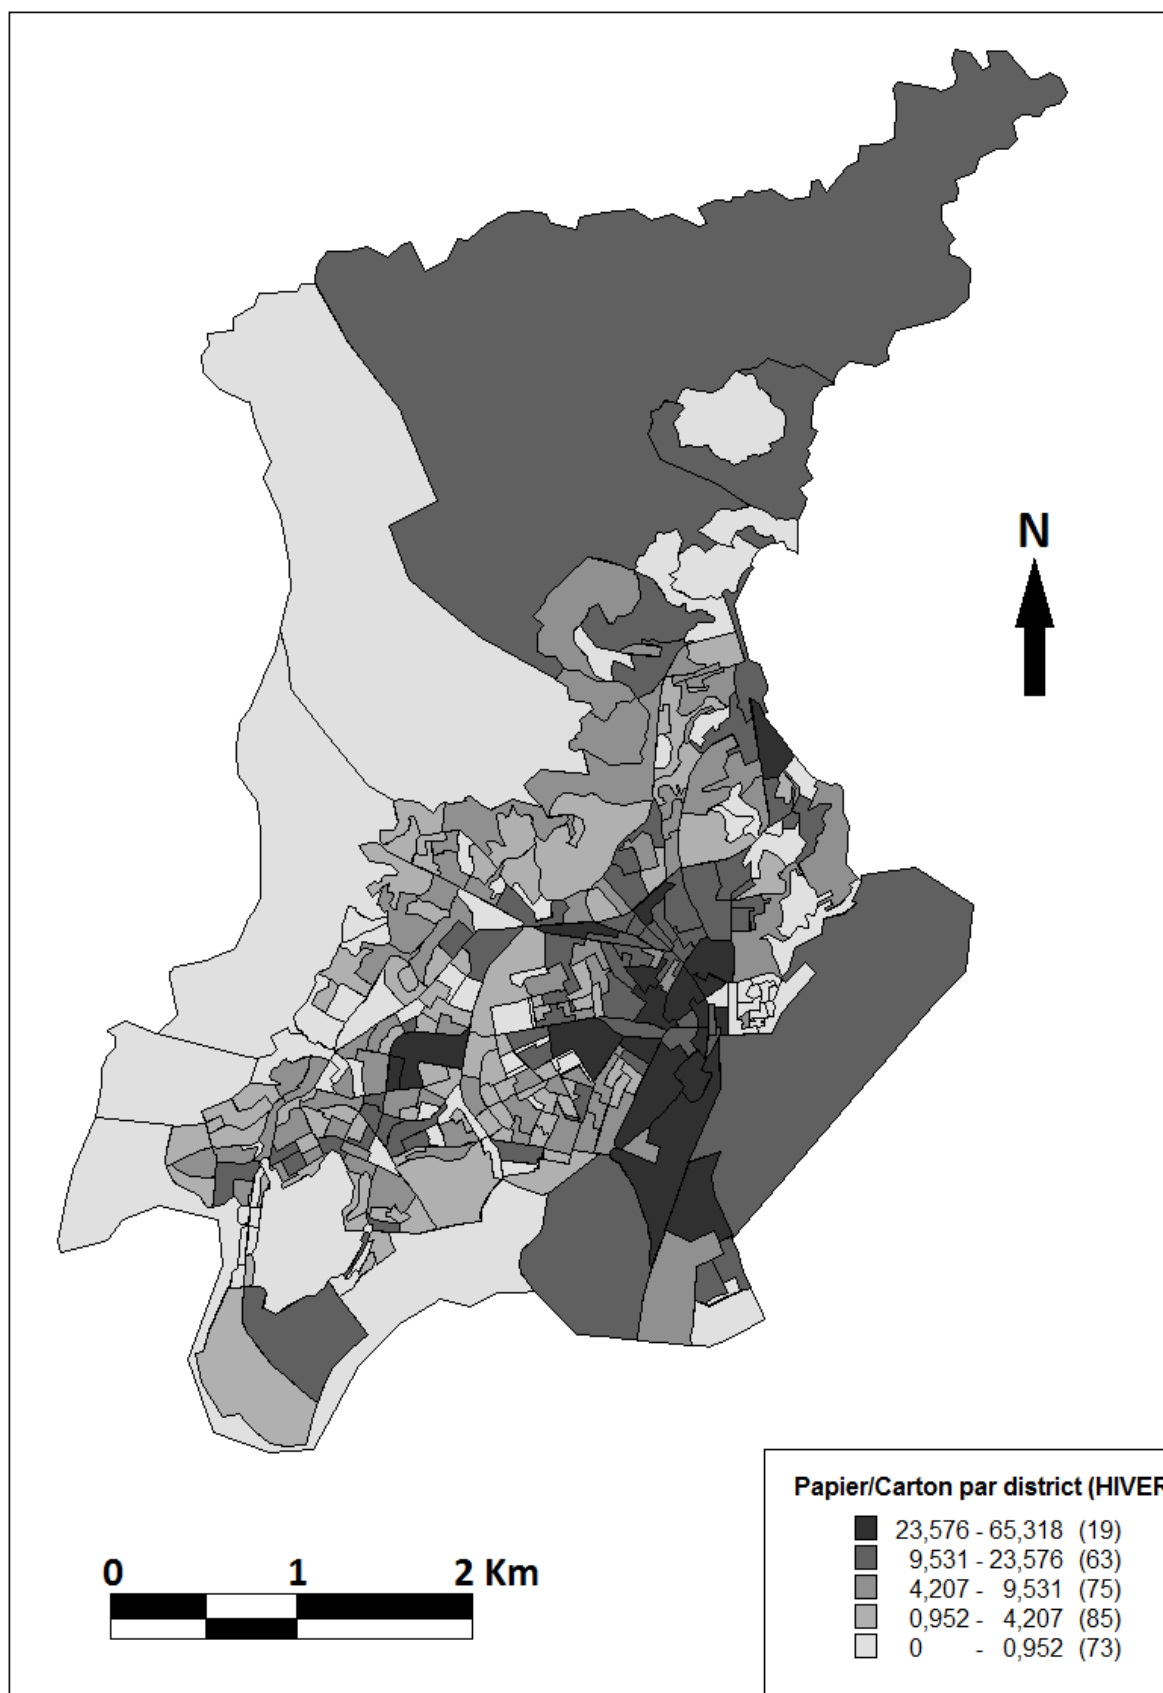 N
Papier/Carton par district (HIVER
23,576 - 65,318 (19)
9,531 - 23,576 (63)
4,207 - 9,531 (75)
0,952 - 4,207 (85)
0 - 0,952 (73)
0 1 2 Km